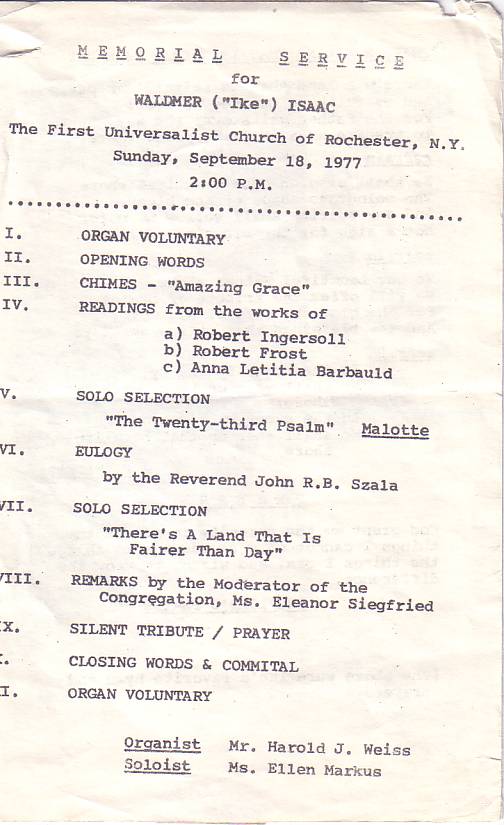 MEMORIAL SERVICE
for
WALDMER ("Ike") ISAAC
The First Universalist Church of Rochester, N.Y.
Sunday, September 18, 1977
2:00 P.M.
I. ORGAN VOLUNTARY
II. OPENING WORDS
III. CHIMES - "Amazing Grace"
IV. READINGS from the works of
a) Robert Ingersoll
b) Robert Frost
c) Anna Letitia Barbauld
V. SOLO SELECTION
"The Twenty-third Psalm" Malotte
VI. EULOGY
by the Reverend John R.B. Szala
VII. SOLO SELECTION
"There's A Land That Is
Fairer Than Day"
VIII. REMARKS by the Moderator of the
Congregation, Ms. Eleanor Siegfried
IX. SILENT TRIBUTE / PRAYER
X. CLOSING WORDS & COMMITAL
XI. ORGAN VOLUNTARY
Organist Mr. Harold J. Weiss
Soloist Ms. Ellen Markus